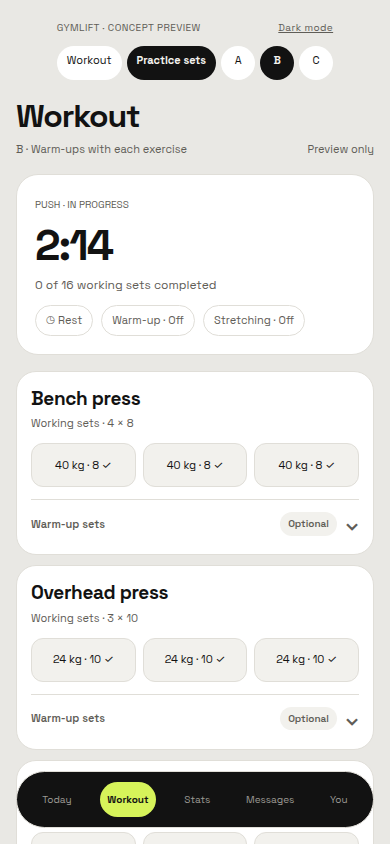 GYMLIFT · CONCEPT PREVIEW Dark mode
Workout Practice sets A B C
Workout
B · Warm-ups with each exercise Preview only
PUSH · IN PROGRESS
2:14
0 of 16 working sets completed
Rest Warm-up · Off Stretching · Off
Bench press
Working sets · 4 × 8
40 kg · 8 ✓ 40 kg · 8 ✓ 40 kg · 8 ✓
Warm-up sets Optional
Overhead press
Working sets · 3 × 10
24 kg · 10 ✓ 24 kg · 10 ✓ 24 kg · 10 ✓
Warm-up sets Optional
Today Workout Stats Messages You